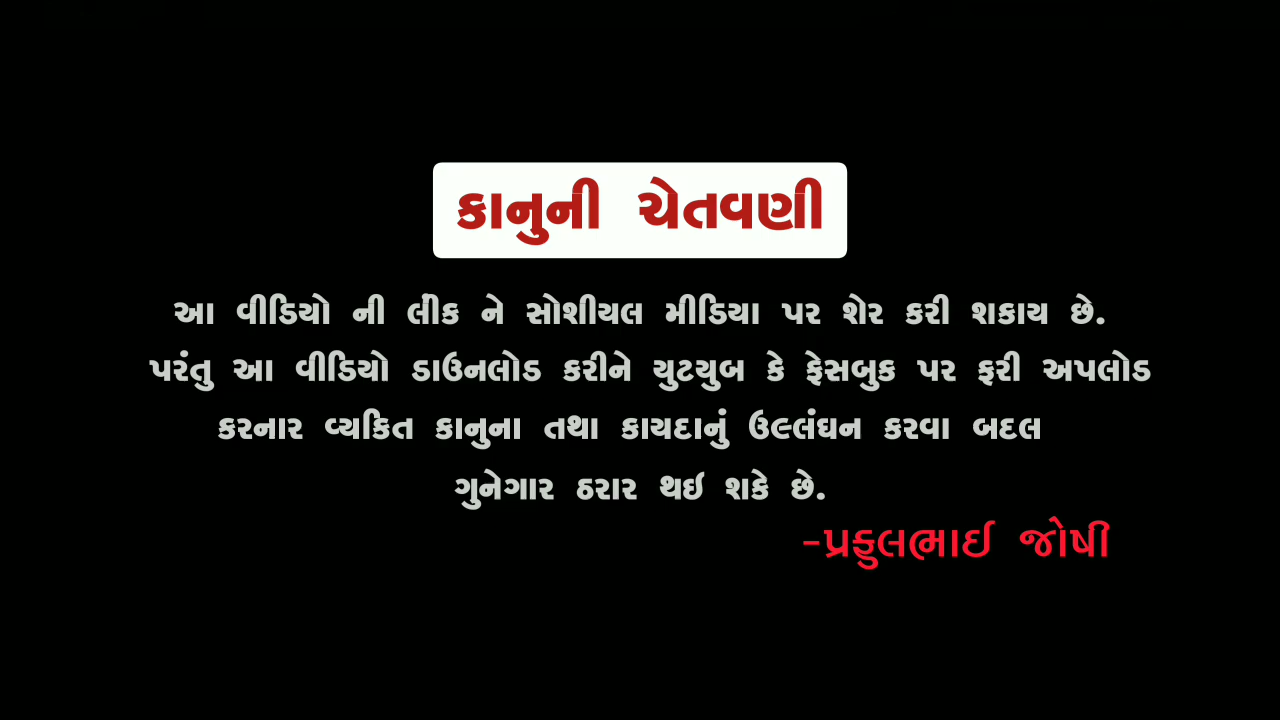 કાનુની ચેતવણી
આ વીડિયો ની લીંક ને સોશીયલ મીડિયા પર શેર કરી શકાય છે.
પરંતુ આ વીડિયો ડાઉનલોડ કરીને યુટયુબ કે ફેસબુક પર ફરી અપલોડ
કરનાર વ્યકિત કાનુના તથા કાયદાનું ઉલ્લંઘન કરવા બદલ
ગુનેગાર ઠરાર થઇ શકે છે.
-પ્રફુલભાઈ જોષી